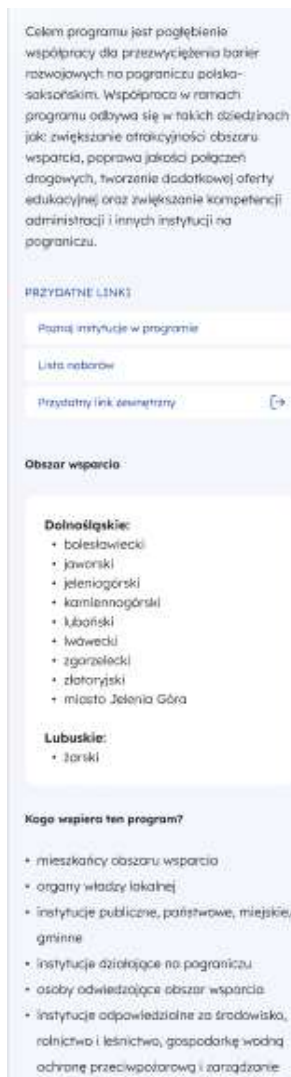 Celem programu jest pogłębienie
współpracy dla przezwyciężenia barier
rozwojowych na pograniczu polsko-
saksońskim. Współpraca w ramach
programu odbywa się w takich dziedzinach
jak: zwiększanie atrakcyjności obszaru
wsparcia, poprawa jakości połączeń
drogowych, tworzenie dodatkowej oferty
edukacyjnej oraz zwiększanie kompetencji
administracji i innych instytucji na
pograniczu.
PRZYDATNE LINKI
Poznaj instytucje w programie
Lista naborów
Przydatny link zewnętrzny
Obszar wsparcia
Dolnośląskie:
• bolesławiecki
• jaworski
• jeleniogórski
• kamiennogórski
• lubański
• lwówecki
• zgorzelecki
• złotoryjski
• miasto Jelenia Góra
Lubuskie:
• żarski
Kogo wspiera ten program?
• mieszkańcy obszaru wsparcia
• organy władzy lokalnej
• instytucje publiczne, państwowe, miejskie,
gminne
• instytucje działające na pograniczu
• osoby odwiedzające obszar wsparcia
• instytucje odpowiedzialne za środowisko,
rolnictwo i leśnictwo, gospodarkę wodną
ochronę przeciwpożarową i zarządzanie